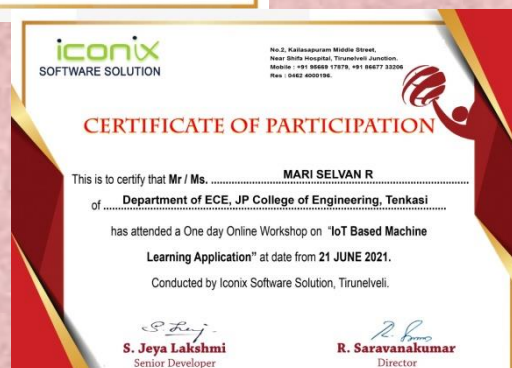 iconix
SOFTWARE SOLUTION
No.2, Kailasapuram Middle Street,
Near Shifa Hospital, Tirunelveli Junction.
Mobile : +91 95669 17879, +91 96677 33206
Res : 0462 4000196.
CERTIFICATE OF PARTICIPATION
This is to certify that Mr / Ms. MARI SELVAN R
of Department of ECE, JP College of Engineering, Tenkasi
has attended a One day Online Workshop on "IoT Based Machine
Learning Application" at date from 21 JUNE 2021.
Conducted by Iconix Software Solution, Tirunelveli.
S. Jeya Lakshmi
Senior Developer
R. Saravanakumar
Director